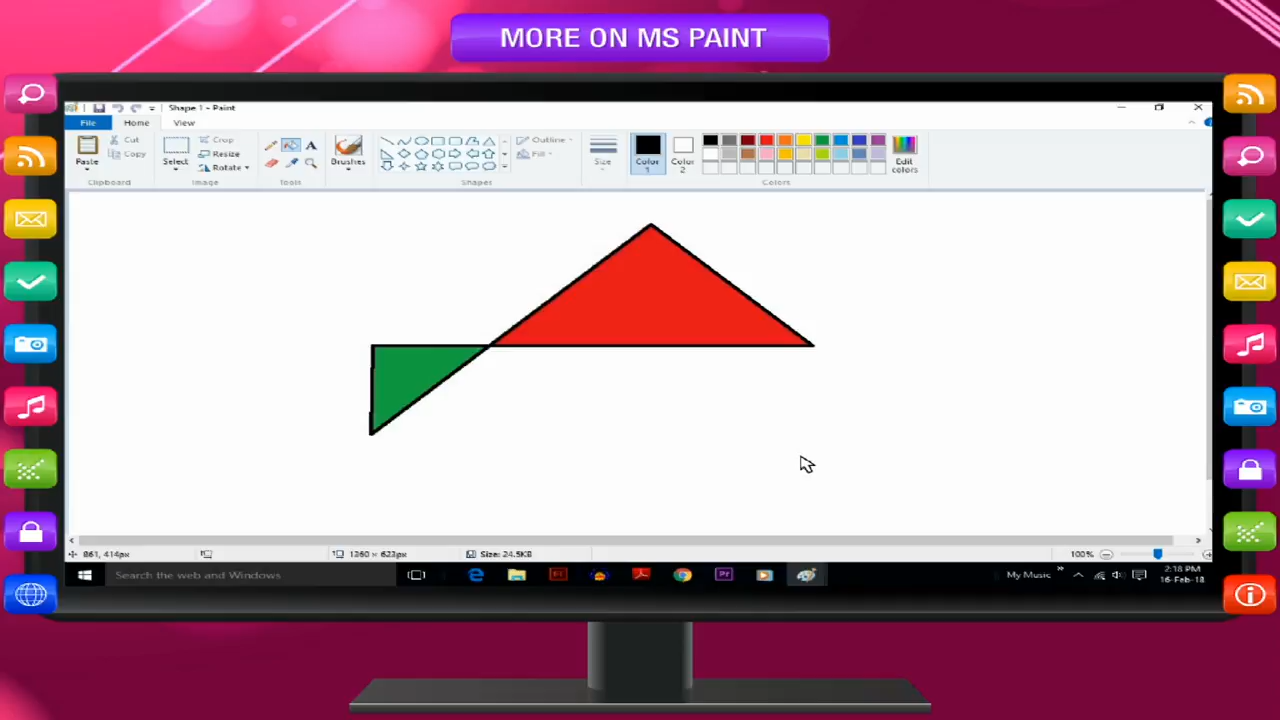 MORE ON MS PAINT
Shape 1 - Paint
File Home View
Cut
Copy
Paste
Clipboard
Select
Crop
Resize
Rotate
Image
A
Tools
Brushes
Outline
Fill
Shapes
Size
Color 1
Color 2
Edit colors
Colors
861, 414px
1360 × 623px
Size: 24.5KB
100%
Search the web and Windows
Pr
My Music
2:18 PM
16-Feb-18